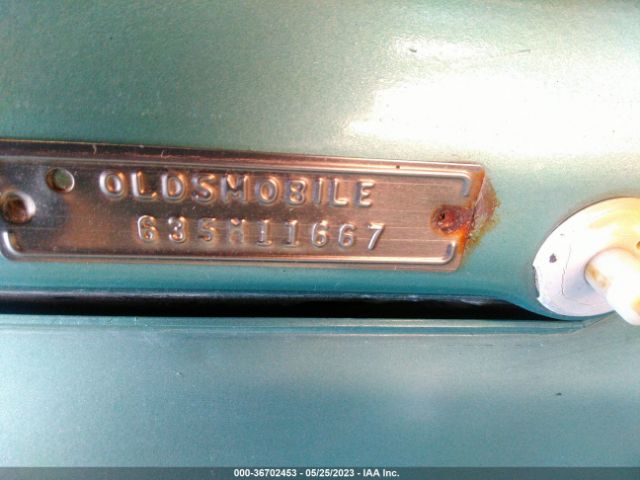 OLDSMOBILE
635M11667
000-36702453 - 05/25/2023 - IAA Inc.